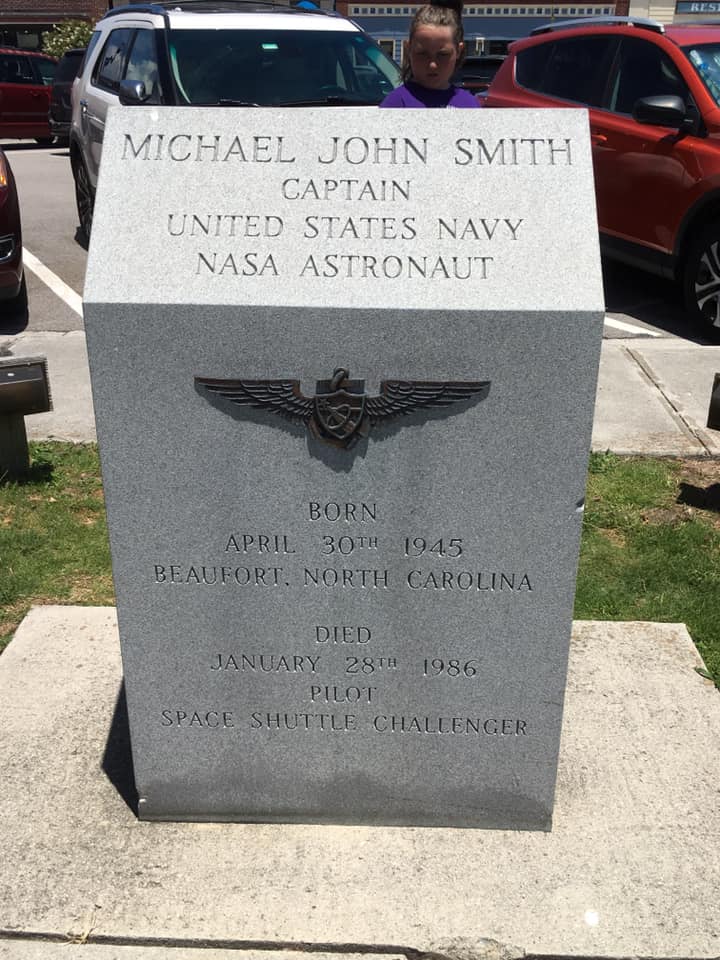 MICHAEL JOHN SMITH
CAPTAIN
UNITED STATES NAVY
NASA ASTRONAUT
BORN
APRIL 30TH 1945
BEAUFORT, NORTH CAROLINA
DIED
JANUARY 28TH 1986
PILOT
SPACE SHUTTLE CHALLENGER